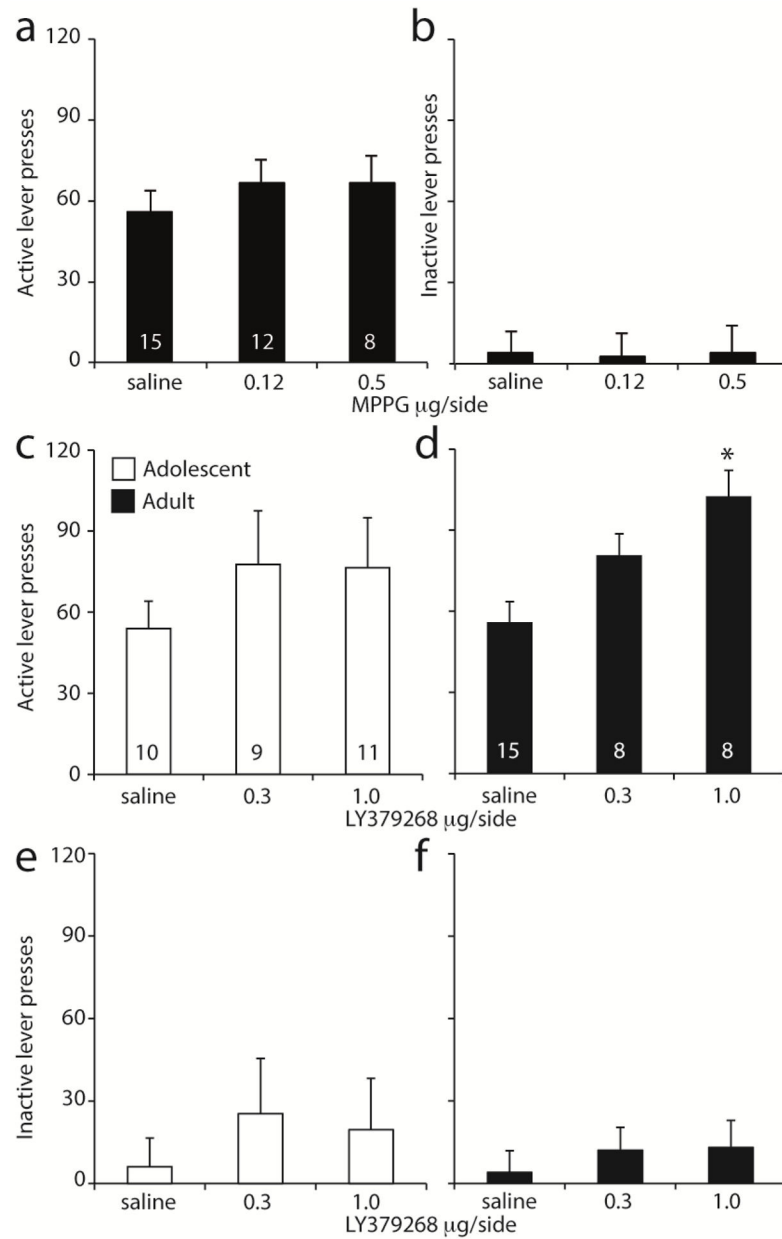 a
b
120
90
60
30
0
Active lever presses
Inactive lever presses
15
12
8
saline
0.12
0.5
saline
0.12
0.5
MPPG μg/side
c
d
120
90
60
30
0
Active lever presses
Adolescent
Adult
*
10
9
11
15
8
8
saline
0.3
1.0
saline
0.3
1.0
LY379268 μg/side
e
f
120
90
60
30
0
Inactive lever presses
saline
0.3
1.0
saline
0.3
1.0
LY379268 μg/side